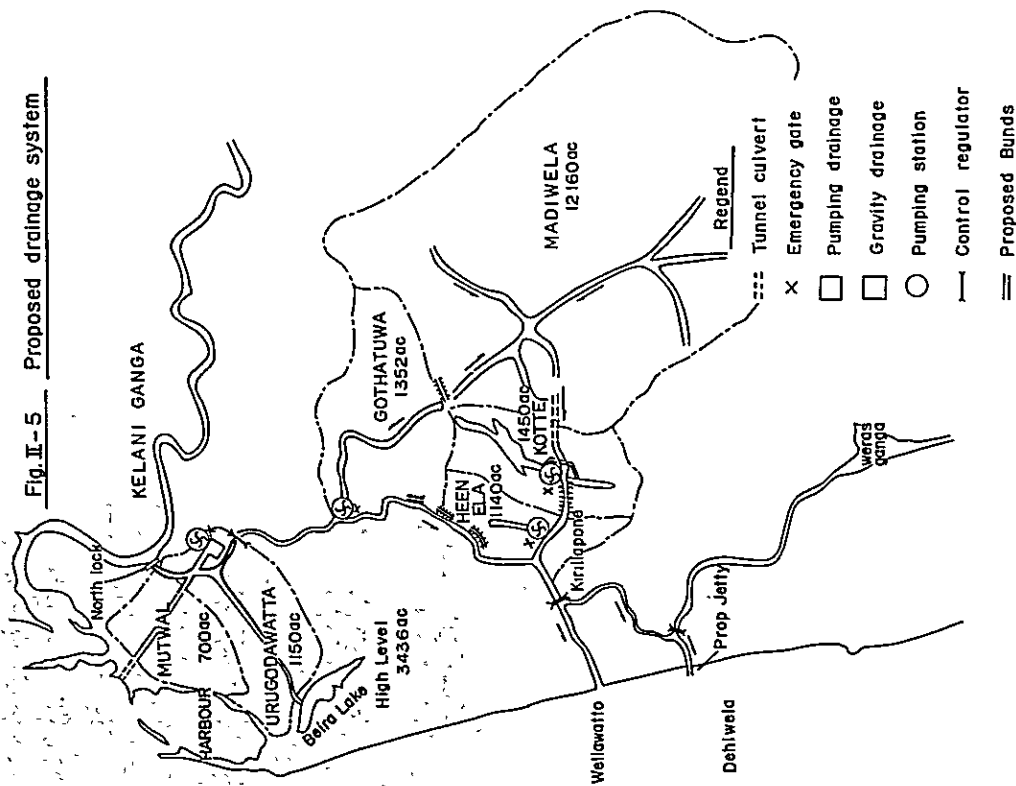 Fig. II-5 Proposed drainage system
KELANI GANGA
North lock
MUTWAL
700ac
HARBOUR
URUGODAWATTA
1150ac
Beira Lake
High Level
3436ac
GOTHATUWA
1352ac
MADIWELA
12160ac
HEEN
ELA
1140ac
1450ac
KOTTE
Kirillapone
Wellawatto
Dehiwela
Prop Jetty
weras
ganga
Regend
Tunnel culvert
Emergency gate
Pumping drainage
Gravity drainage
Pumping station
Control regulator
Proposed Bunds